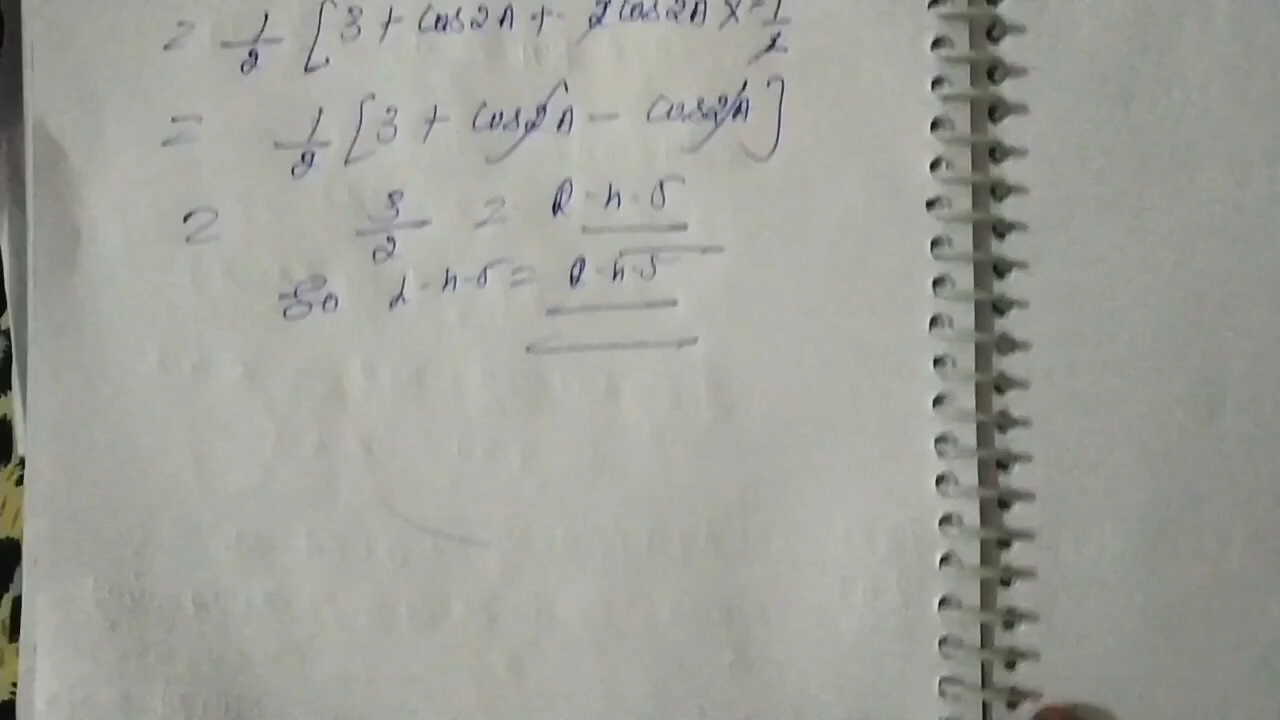 = 1/2 [3 + cos2A + 2cos2A × -1/2
= 1/2 [3 + cos2A - cos2A]
= 3/2 = R.H.S
So L.H.S = R.H.S